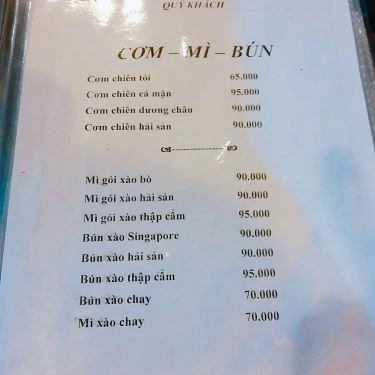 QUÝ KHÁCH
CƠM – MÌ – BÚN
Cơm chiên tỏi 65.000
Cơm chiên cá mặn 95.000
Cơm chiên dương châu 90.000
Cơm chiên hải sản 90.000
Mì gói xào bò 90.000
Mì gói xào hải sản 90.000
Mì gói xào thập cẩm 95.000
Bún xào Singapore 90.000
Bún xào hải sản 90.000
Bún xào thập cẩm 95.000
Bún xào chay 70.000
Mì xào chay 70.000